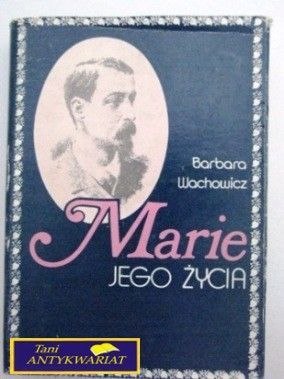 Barbara
Wachowicz
Marie
JEGO ŻYCIA
Tani
ANTYKWARIAT